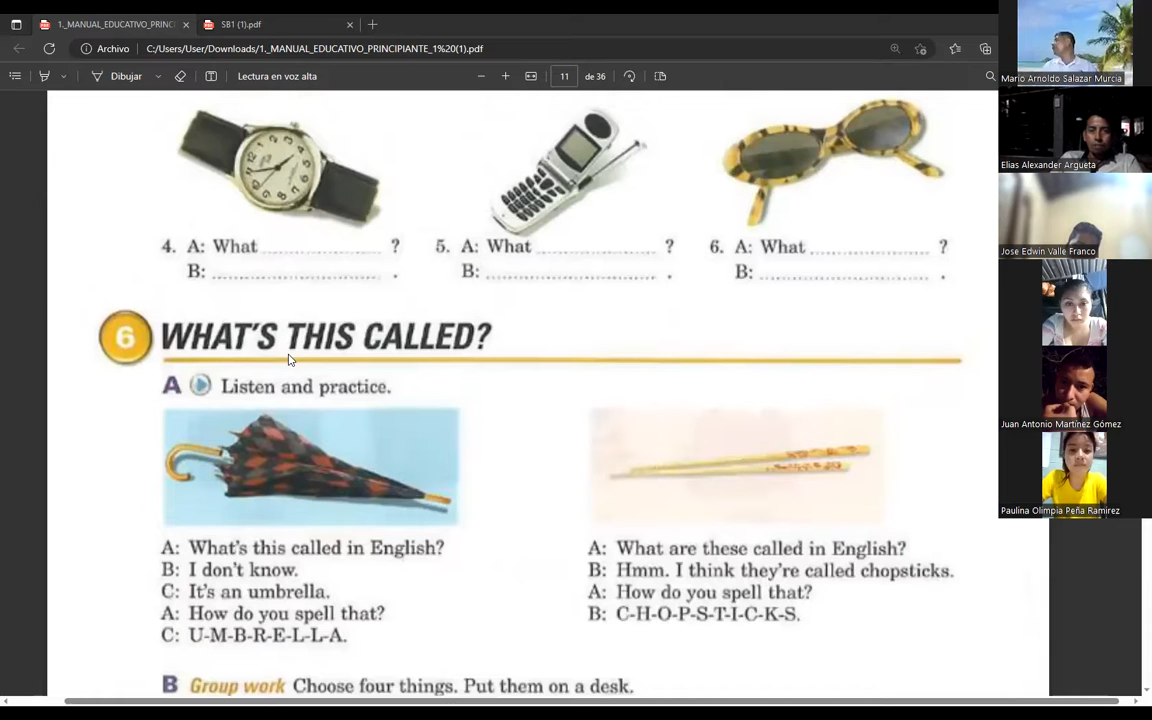 1._MANUAL_EDUCATIVO_PRINC
SB1 (1).pdf
Archivo
C:/Users/User/Downloads/1._MANUAL_EDUCATIVO_PRINCIPIANTE_1%20(1).pdf
Dibujar
Lectura en voz alta
11 de 36
4. A: What .................... ?
B: .................... .
5. A: What .................... ?
B: .................... .
6. A: What .................... ?
B: .................... .
6 WHAT'S THIS CALLED?
A Listen and practice.
A: What's this called in English?
B: I don't know.
C: It's an umbrella.
A: How do you spell that?
C: U-M-B-R-E-L-L-A.
A: What are these called in English?
B: Hmm. I think they're called chopsticks.
A: How do you spell that?
B: C-H-O-P-S-T-I-C-K-S.
B Group work Choose four things. Put them on a desk.
Mario Arnoldo Salazar Murcia
Elias Alexander Argueta
Jose Edwin Valle Franco
Juan Antonio Martinez Gómez
Paulina Olimpia Peña Ramirez